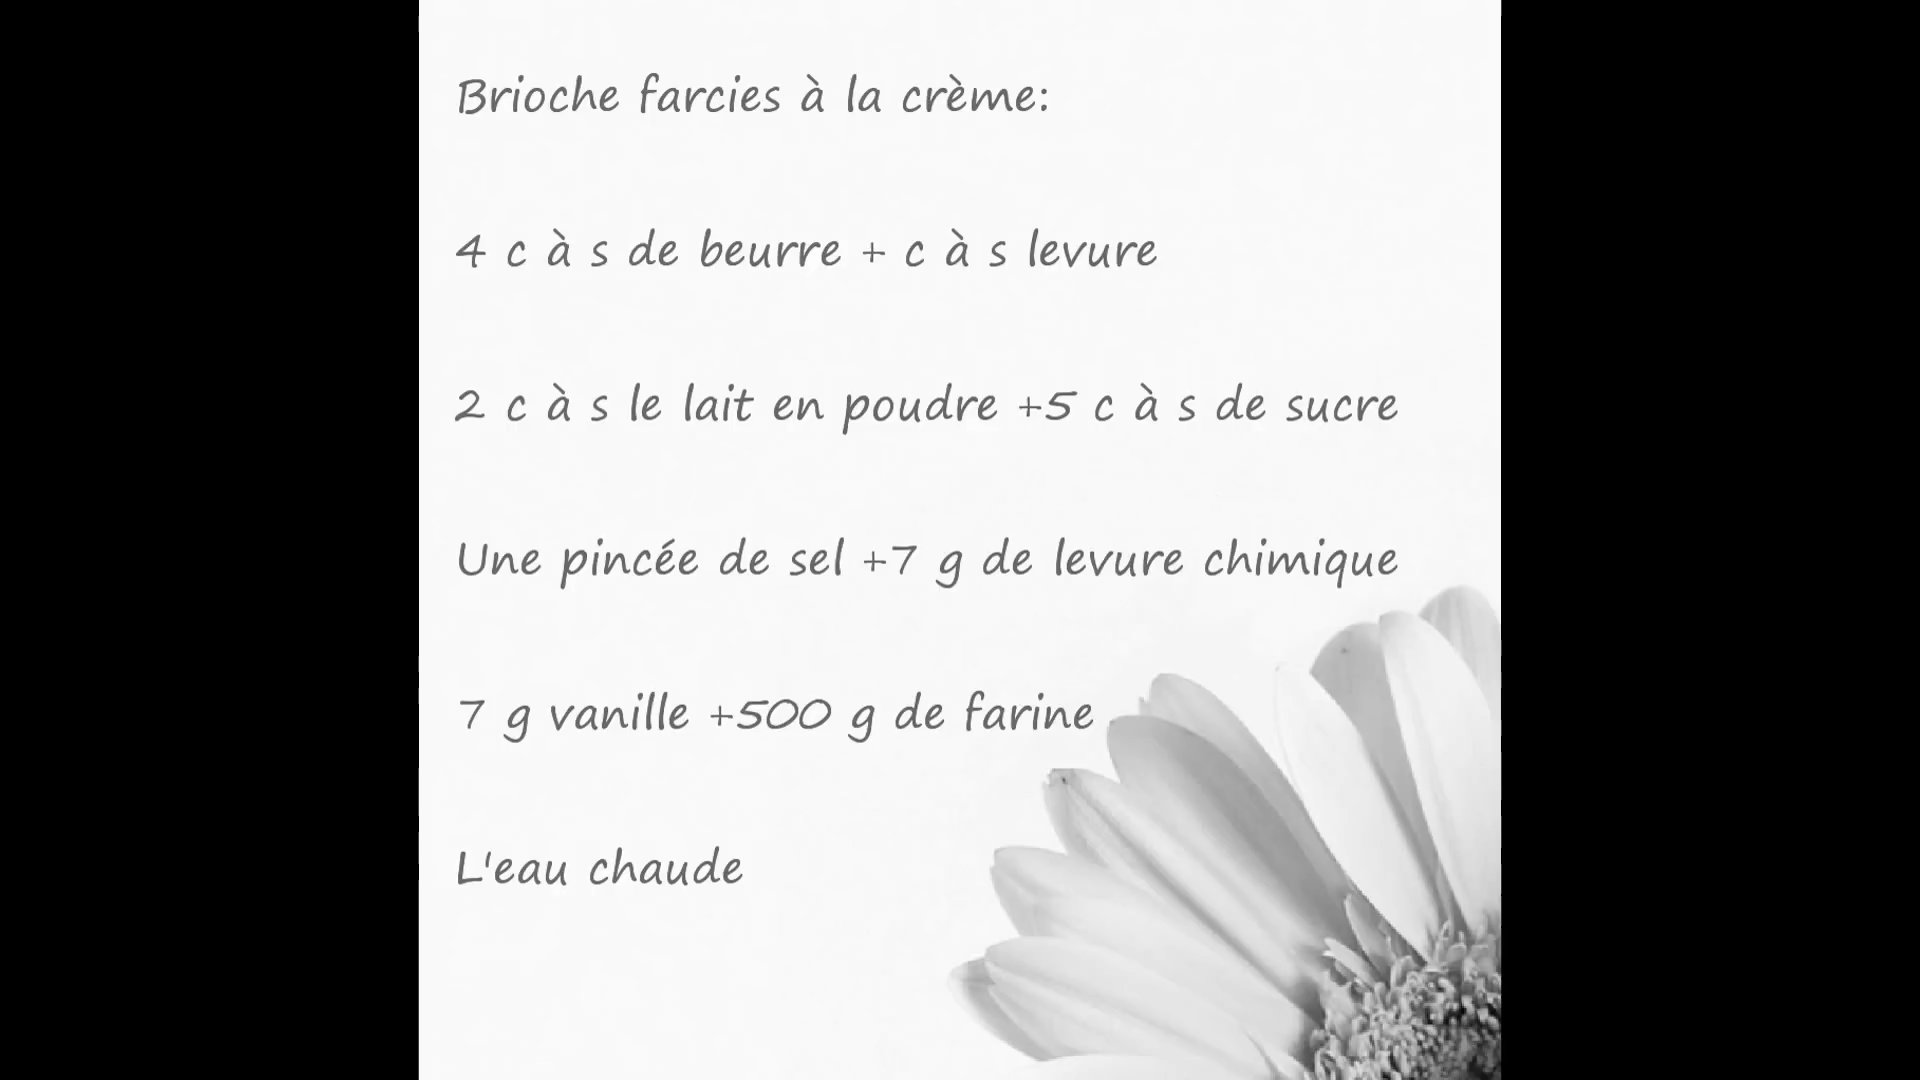 Brioche farcies à la crème:
4 c à s de beurre + c à s levure
2 c à s le lait en poudre +5 c à s de sucre
Une pincée de sel +7 g de levure chimique
7 g vanille +500 g de farine
L'eau chaude